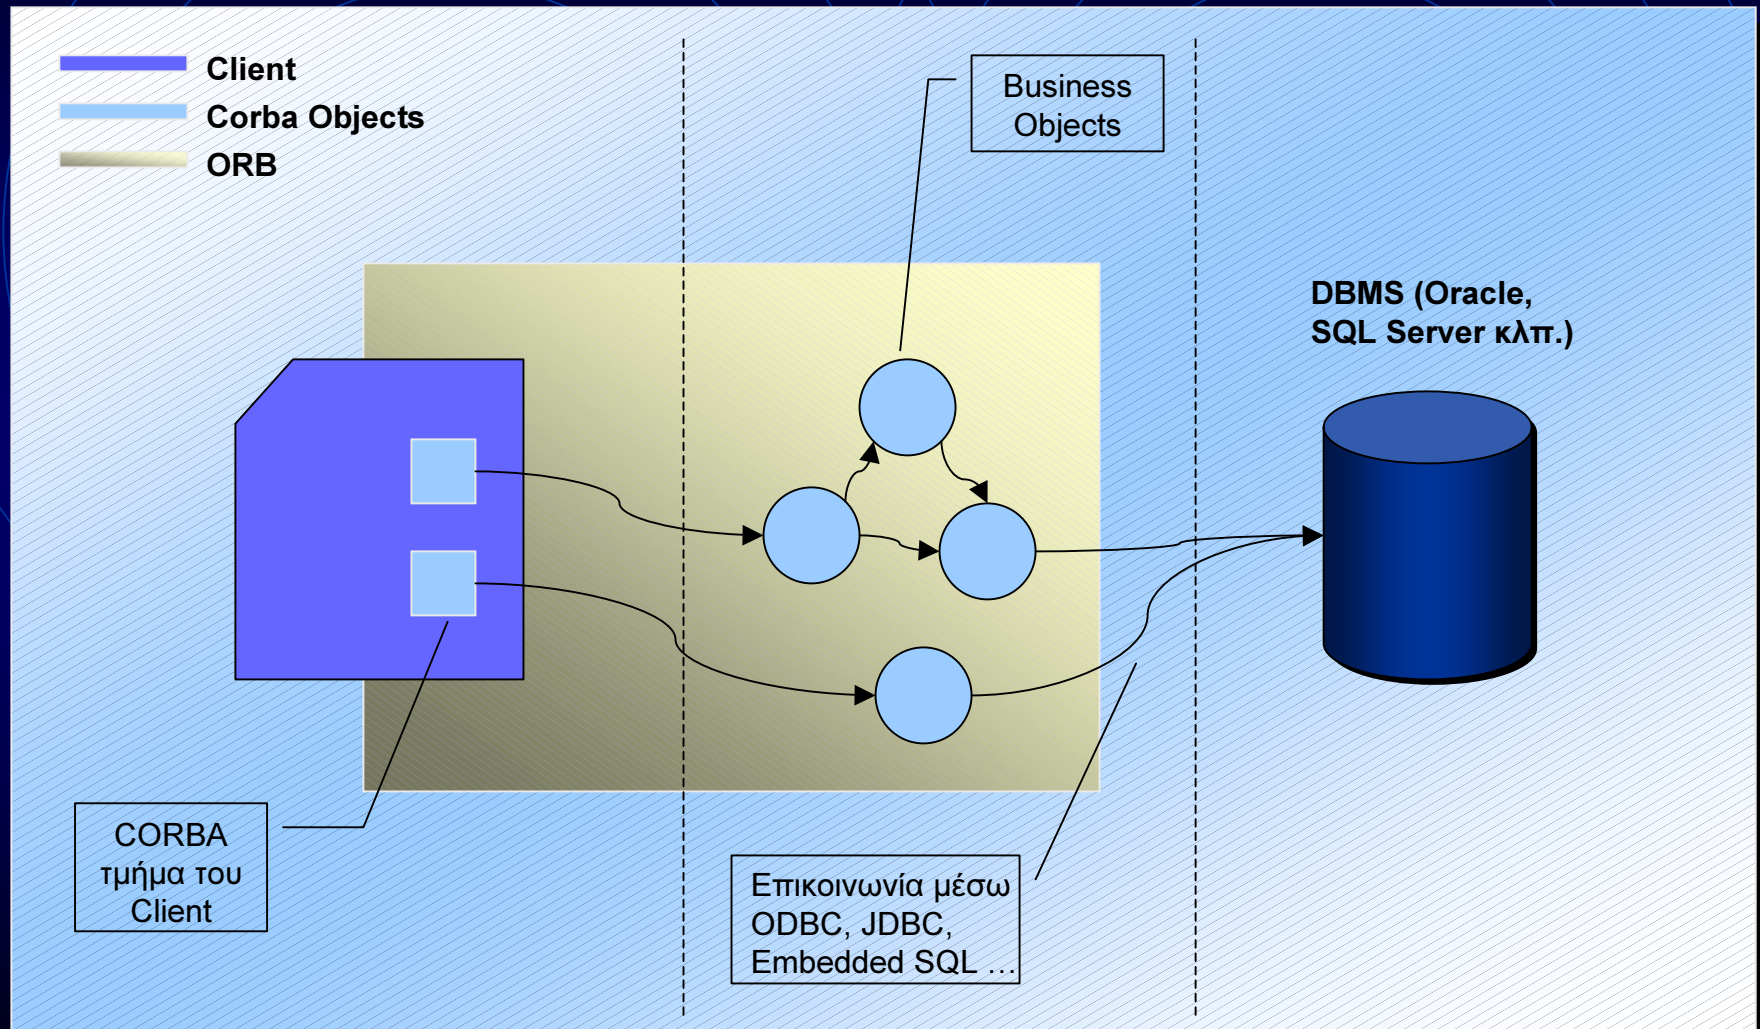 Client
Corba Objects
ORB
Business
Objects
DBMS (Oracle,
SQL Server κλπ.)
CORBA
τμήμα του
Client
Επικοινωνία μέσω
ODBC, JDBC,
Embedded SQL …